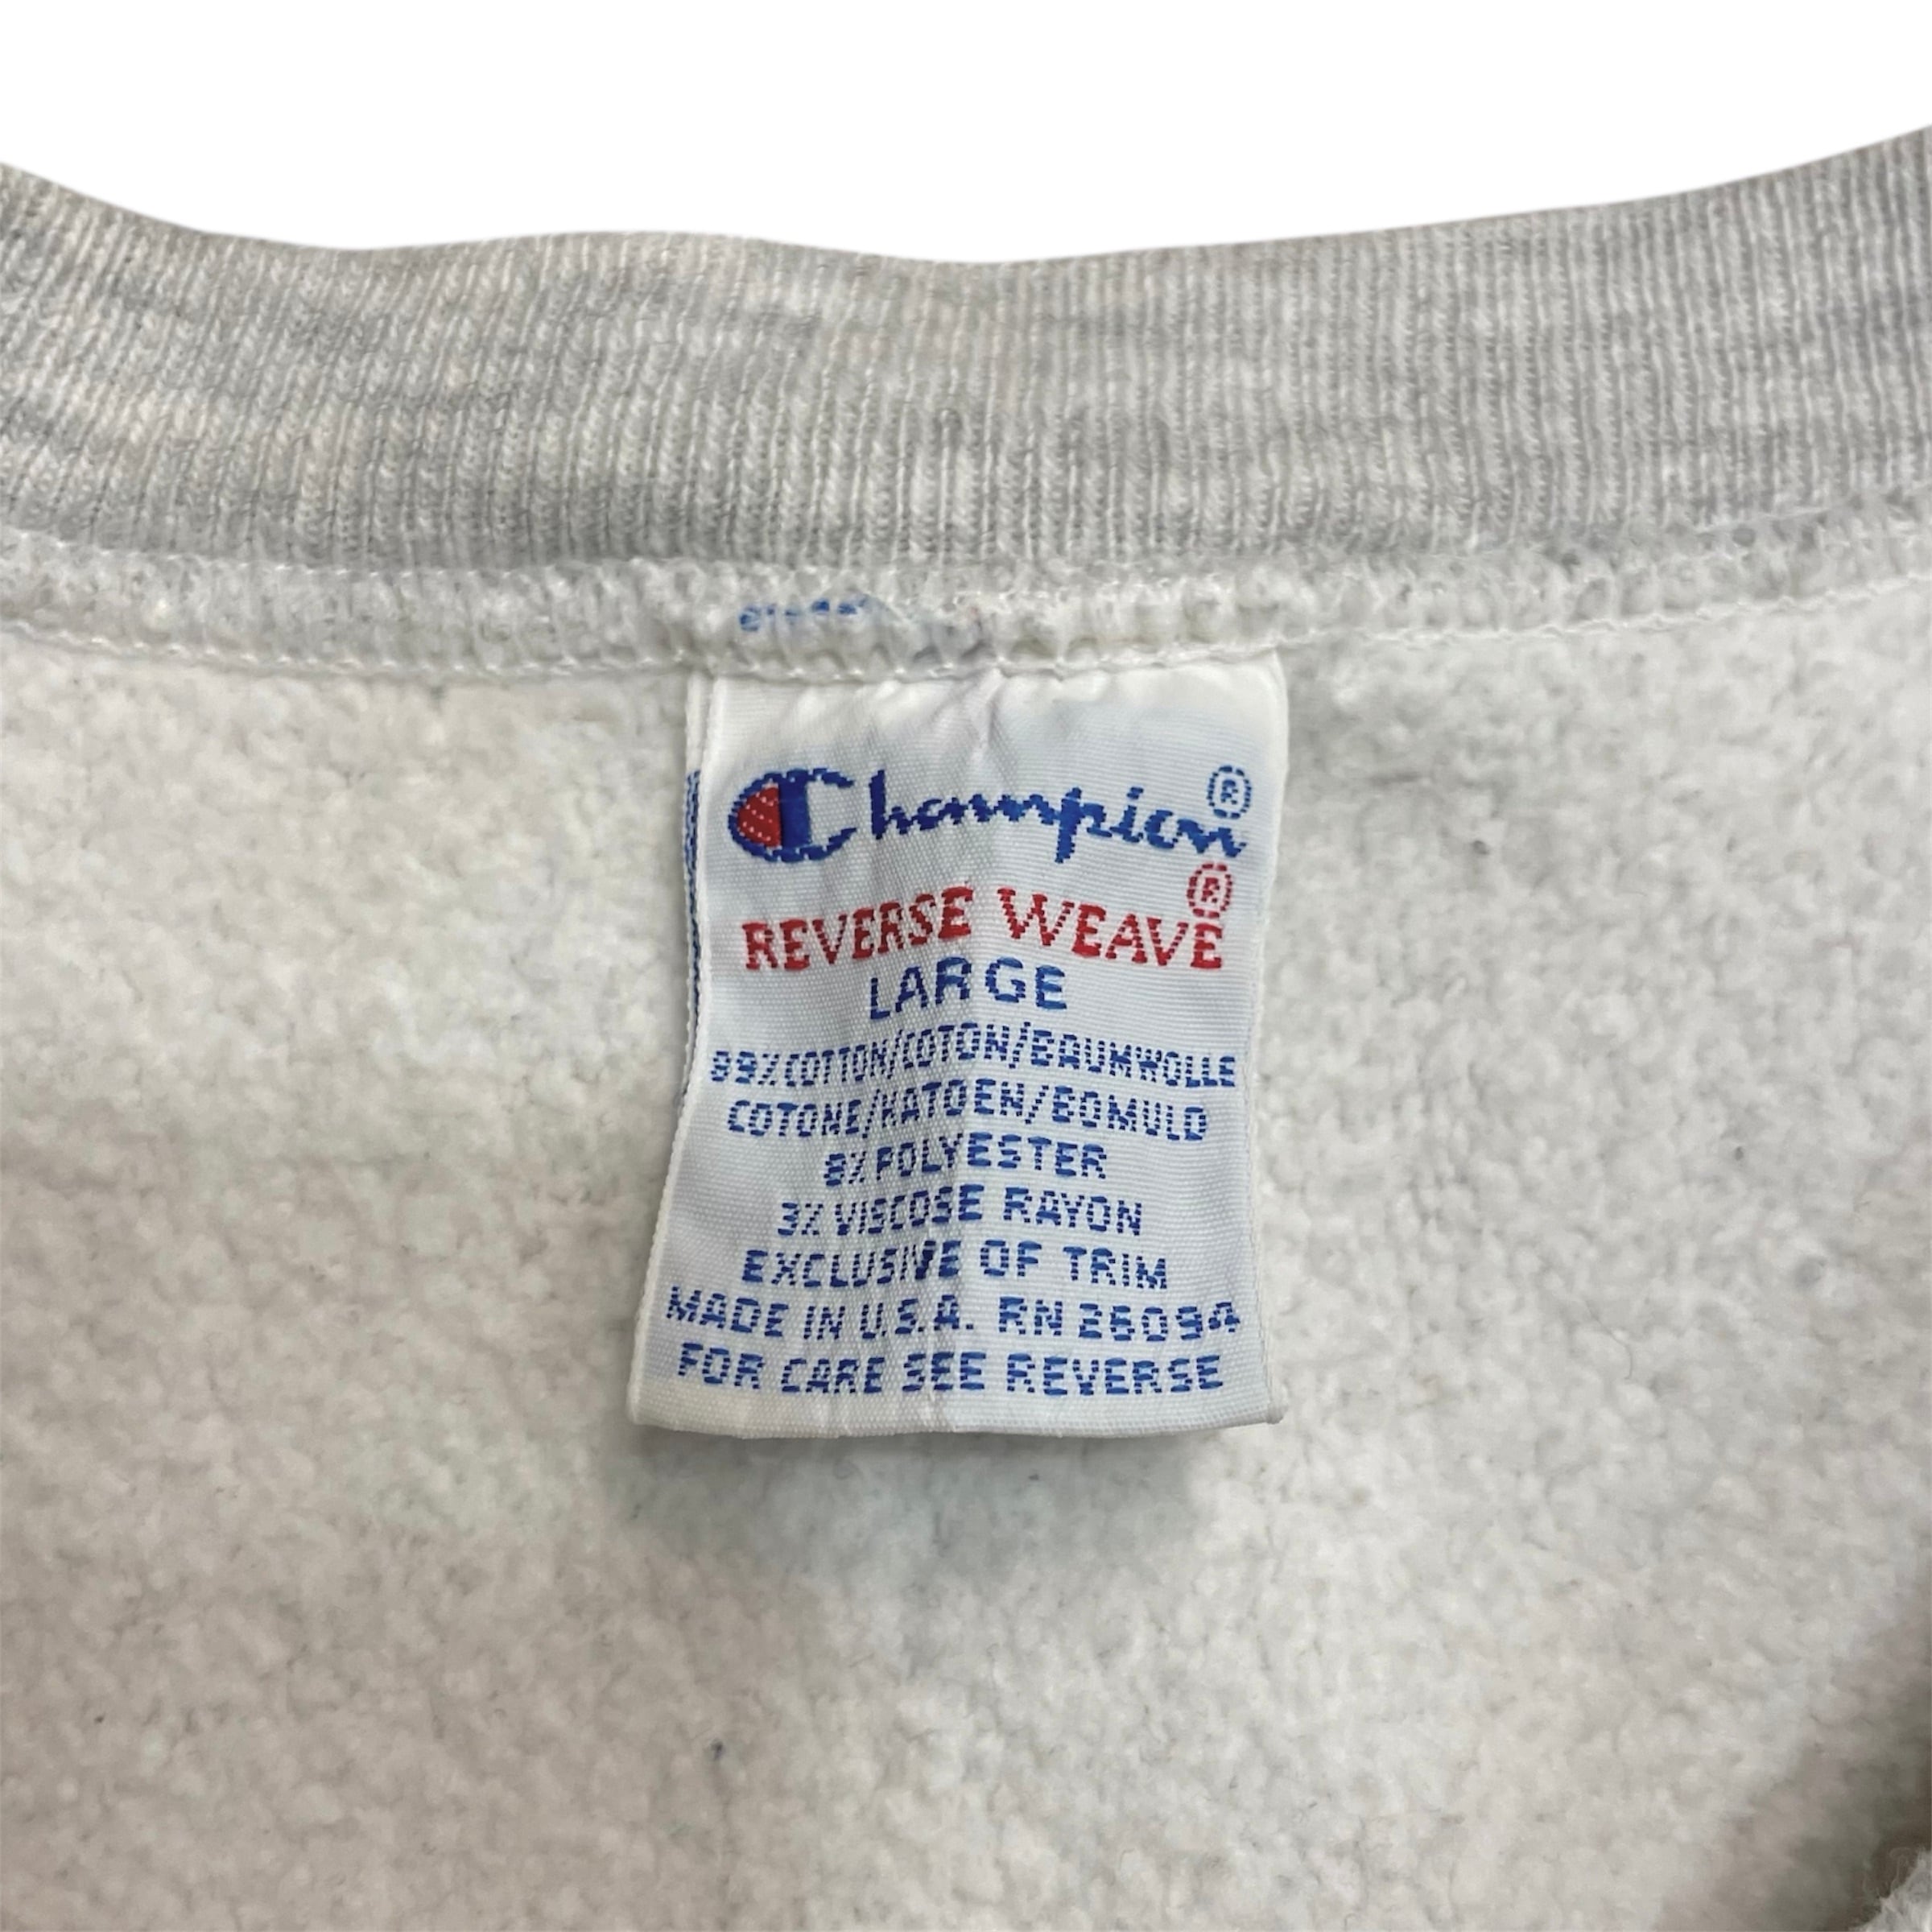 Champion®
REVERSE WEAVE®
LARGE
89%COTTON/COTON/BAUMWOLLE
COTONE/KATOEN/BOMULD
8% POLYESTER
3% VISCOSE RAYON
EXCLUSIVE OF TRIM
MADE IN U.S.A. RN 26094
FOR CARE SEE REVERSE